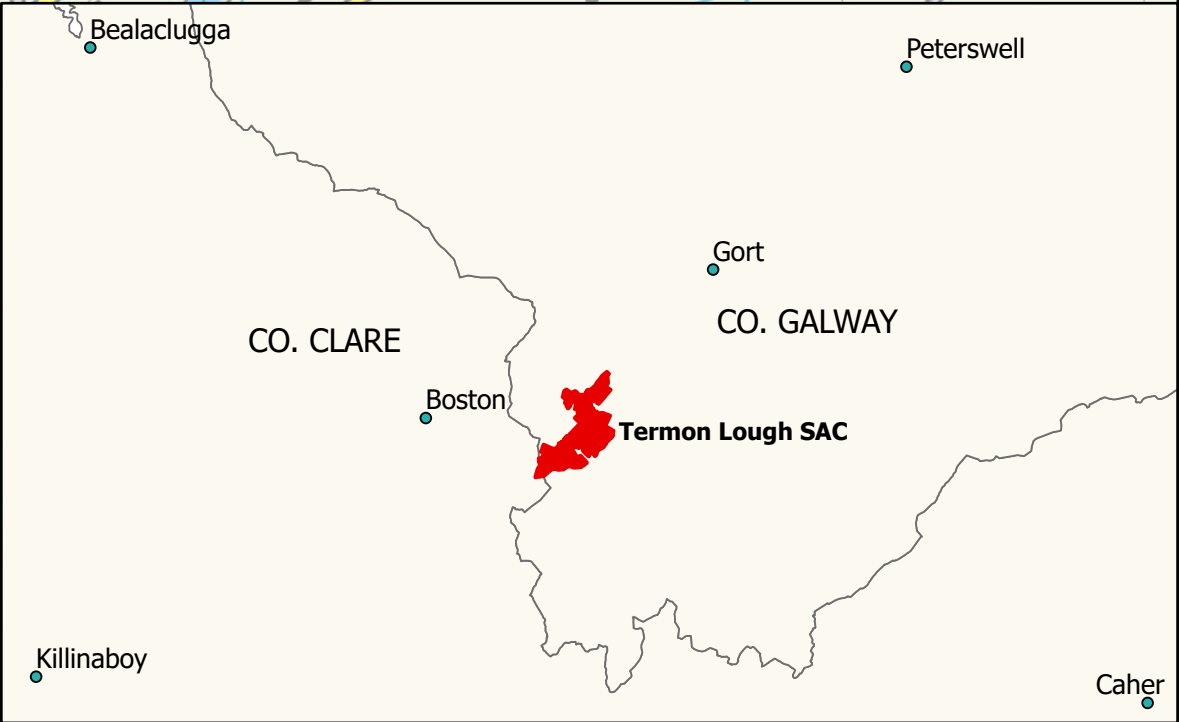 Bealaclugga
Peterswell
Gort
CO. GALWAY
CO. CLARE
Boston
Termon Lough SAC
Killinaboy
Caher